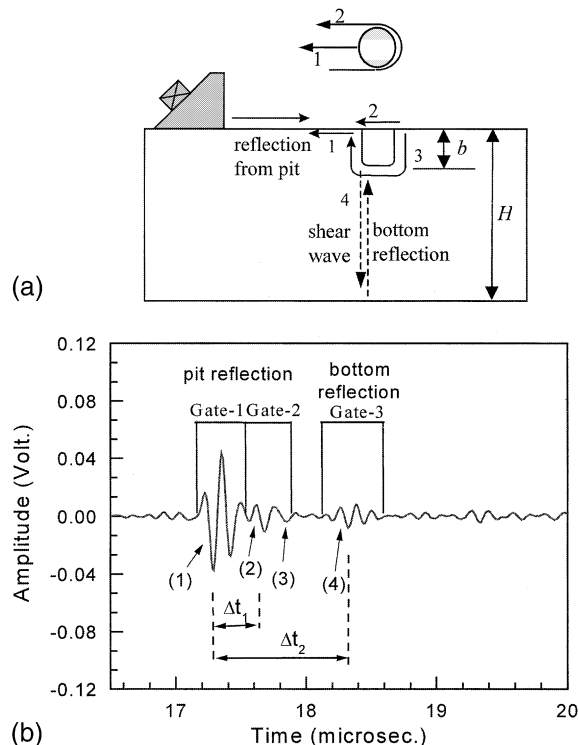 2
1
2
reflection
from pit
1
3
b
4
shear
wave
bottom
reflection
H
(a)
0.12
0.08
0.04
0.00
-0.04
-0.08
-0.12
Amplitude (Volt.)
pit reflection
bottom
reflection
Gate-1 Gate-2
Gate-3
(1)
(2)
(3)
(4)
Δt1
Δt2
17
18
19
20
Time (microsec.)
(b)